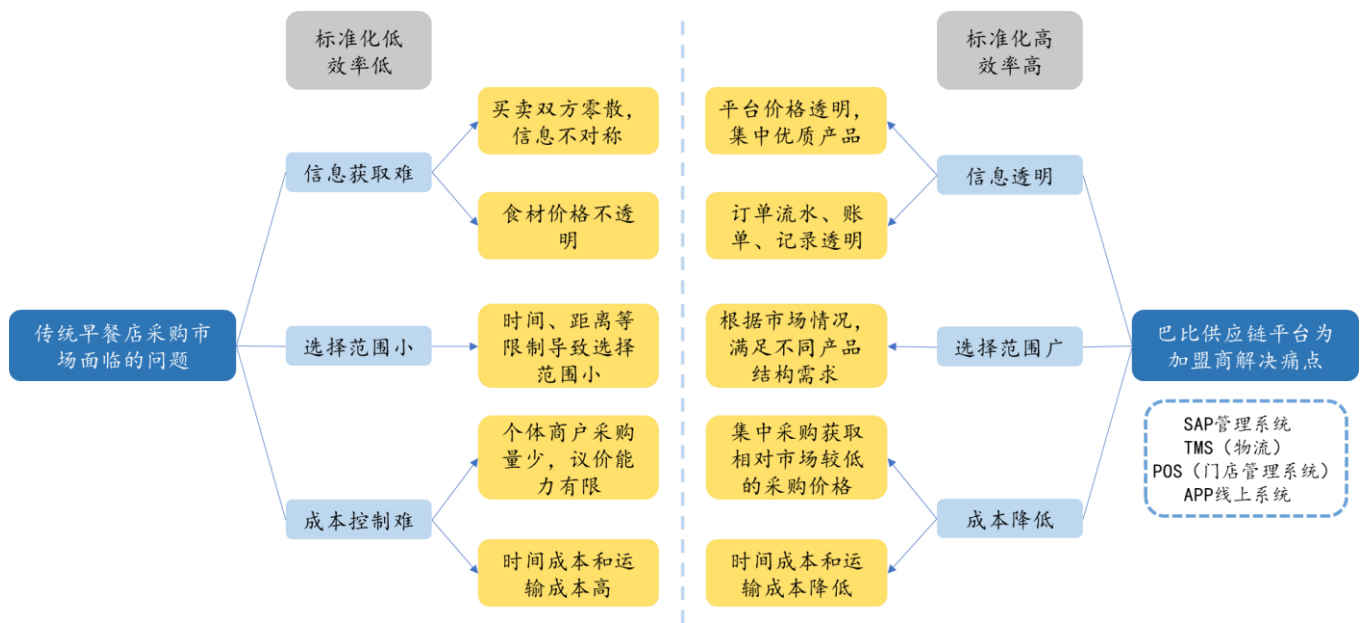 标准化低
效率低
传统早餐店采购市
场面临的问题
信息获取难
买卖双方零散，
信息不对称
食材价格不透
明
选择范围小
时间、距离等
限制导致选择
范围小
成本控制难
个体商户采购
量少，议价能
力有限
时间成本和运
输成本高
标准化高
效率高
平台价格透明，
集中优质产品
订单流水、账
单、记录透明
信息透明
根据市场情况，
满足不同产品
结构需求
选择范围广
集中采购获取
相对市场较低
的采购价格
时间成本和运
输成本降低
成本降低
巴比供应链平台为
加盟商解决痛点
SAP管理系统
TMS（物流）
POS（门店管理系统）
APP线上系统